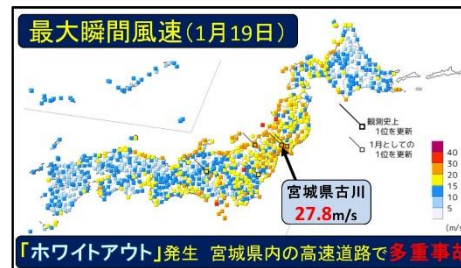 最大瞬間風速(1月19日)
観測史上
1位を更新
1月としての
1位を更新
宮城県古川
27.8m/s
40
30
20
15
10
5
(m/s)
「ホワイトアウト」発生 宮城県内の高速道路で多重事故